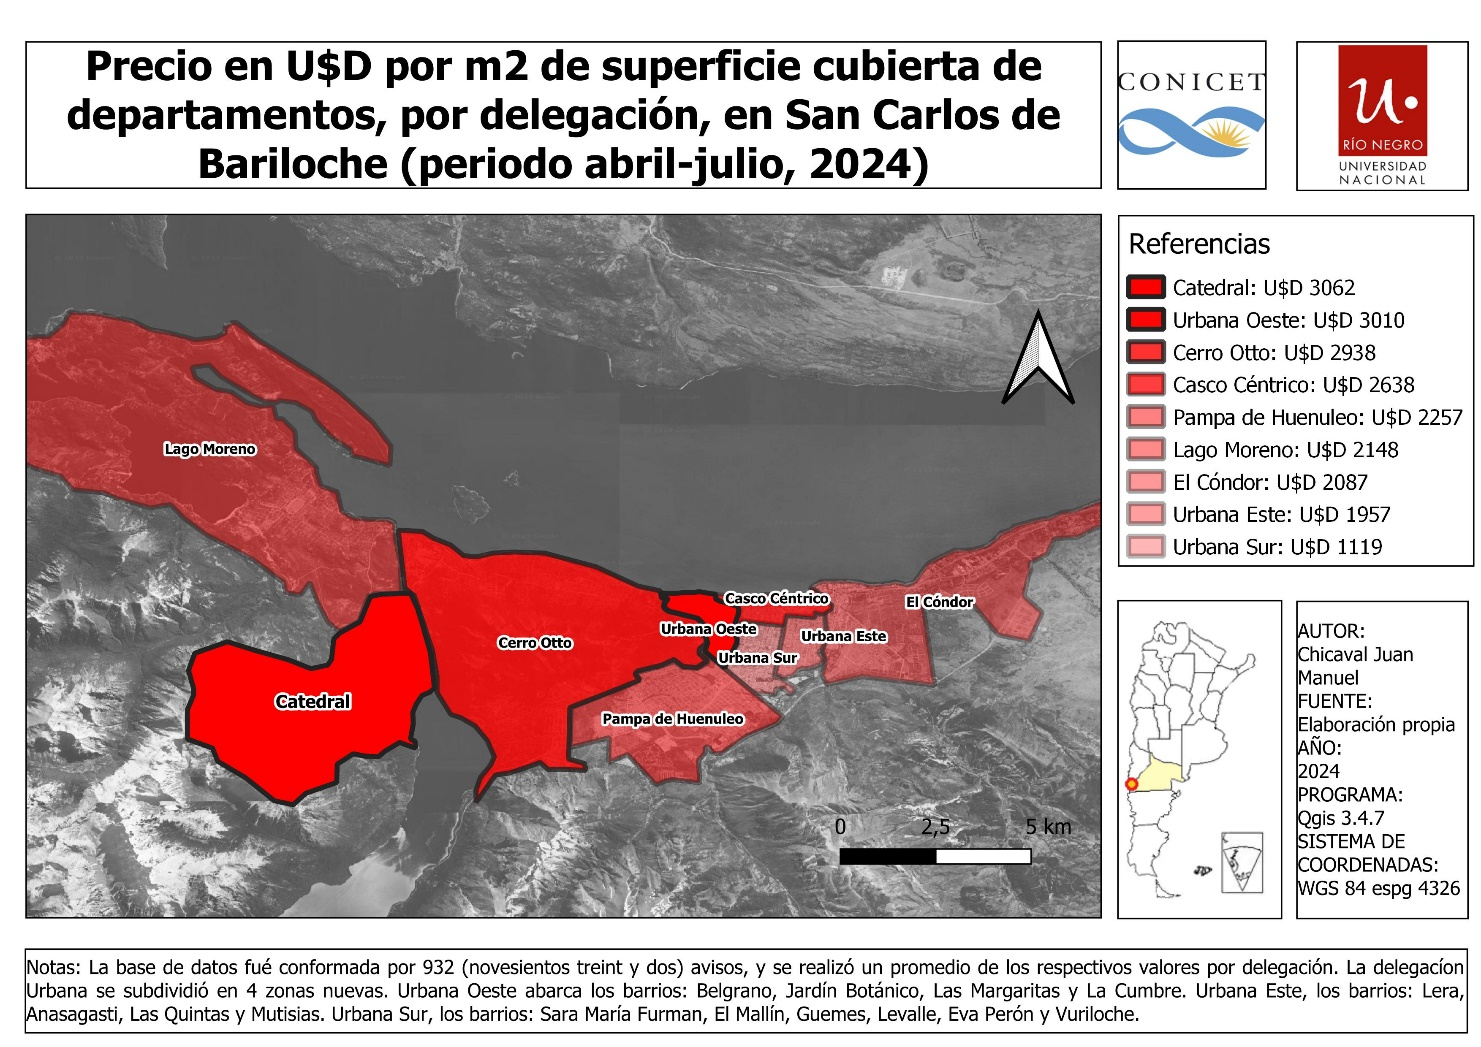 Precio en U$D por m2 de superficie cubierta de
departamentos, por delegación, en San Carlos de
Bariloche (periodo abril-julio, 2024)
CONICET
RÍO NEGRO
UNIVERSIDAD
NACIONAL
Referencias
Catedral: U$D 3062
Urbana Oeste: U$D 3010
Cerro Otto: U$D 2938
Casco Céntrico: U$D 2638
Pampa de Huenuleo: U$D 2257
Lago Moreno: U$D 2148
El Cóndor: U$D 2087
Urbana Este: U$D 1957
Urbana Sur: U$D 1119
Lago Moreno
Casco Céntrico
El Cóndor
Urbana Oeste
Urbana Este
Cerro Otto
Urbana Sur
Catedral
Pampa de Huenuleo
0 2,5 5 km
AUTOR:
Chicaval Juan
Manuel
FUENTE:
Elaboración propia
AÑO:
2024
PROGRAMA:
Qgis 3.4.7
SISTEMA DE
COORDENADAS:
WGS 84 espg 4326
Notas: La base de datos fué conformada por 932 (novesientos treint y dos) avisos, y se realizó un promedio de los respectivos valores por delegación. La delegacíon
Urbana se subdividió en 4 zonas nuevas. Urbana Oeste abarca los barrios: Belgrano, Jardín Botánico, Las Margaritas y La Cumbre. Urbana Este, los barrios: Lera,
Anasagasti, Las Quintas y Mutisias. Urbana Sur, los barrios: Sara María Furman, El Mallín, Guemes, Levalle, Eva Perón y Vuriloche.